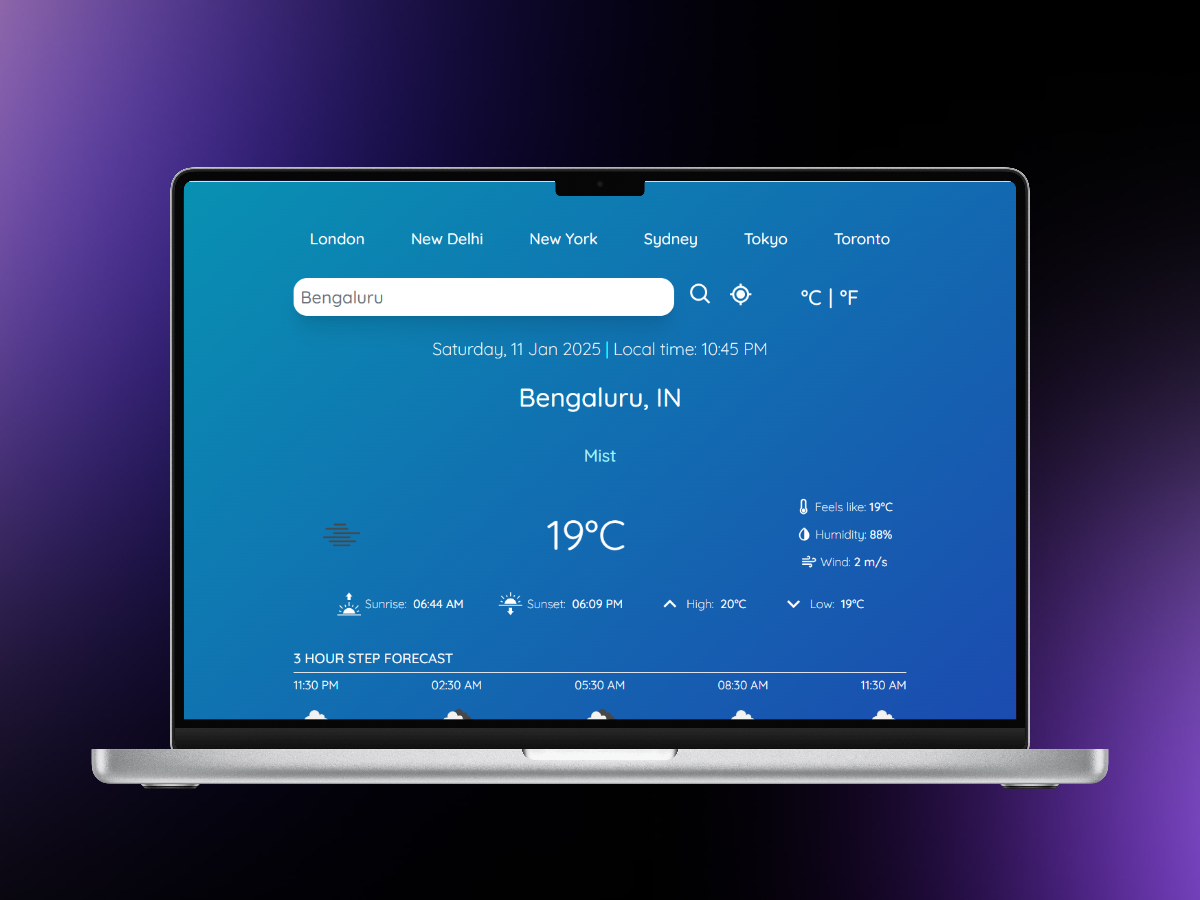 London New Delhi New York Sydney Tokyo Toronto
Bengaluru °C | °F
Saturday, 11 Jan 2025 | Local time: 10:45 PM
Bengaluru, IN
Mist
Feels like: 19°C
19°C
Humidity: 88%
Wind: 2 m/s
Sunrise: 06:44 AM Sunset: 06:09 PM High: 20°C Low: 19°C
3 HOUR STEP FORECAST
11:30 PM 02:30 AM 05:30 AM 08:30 AM 11:30 AM